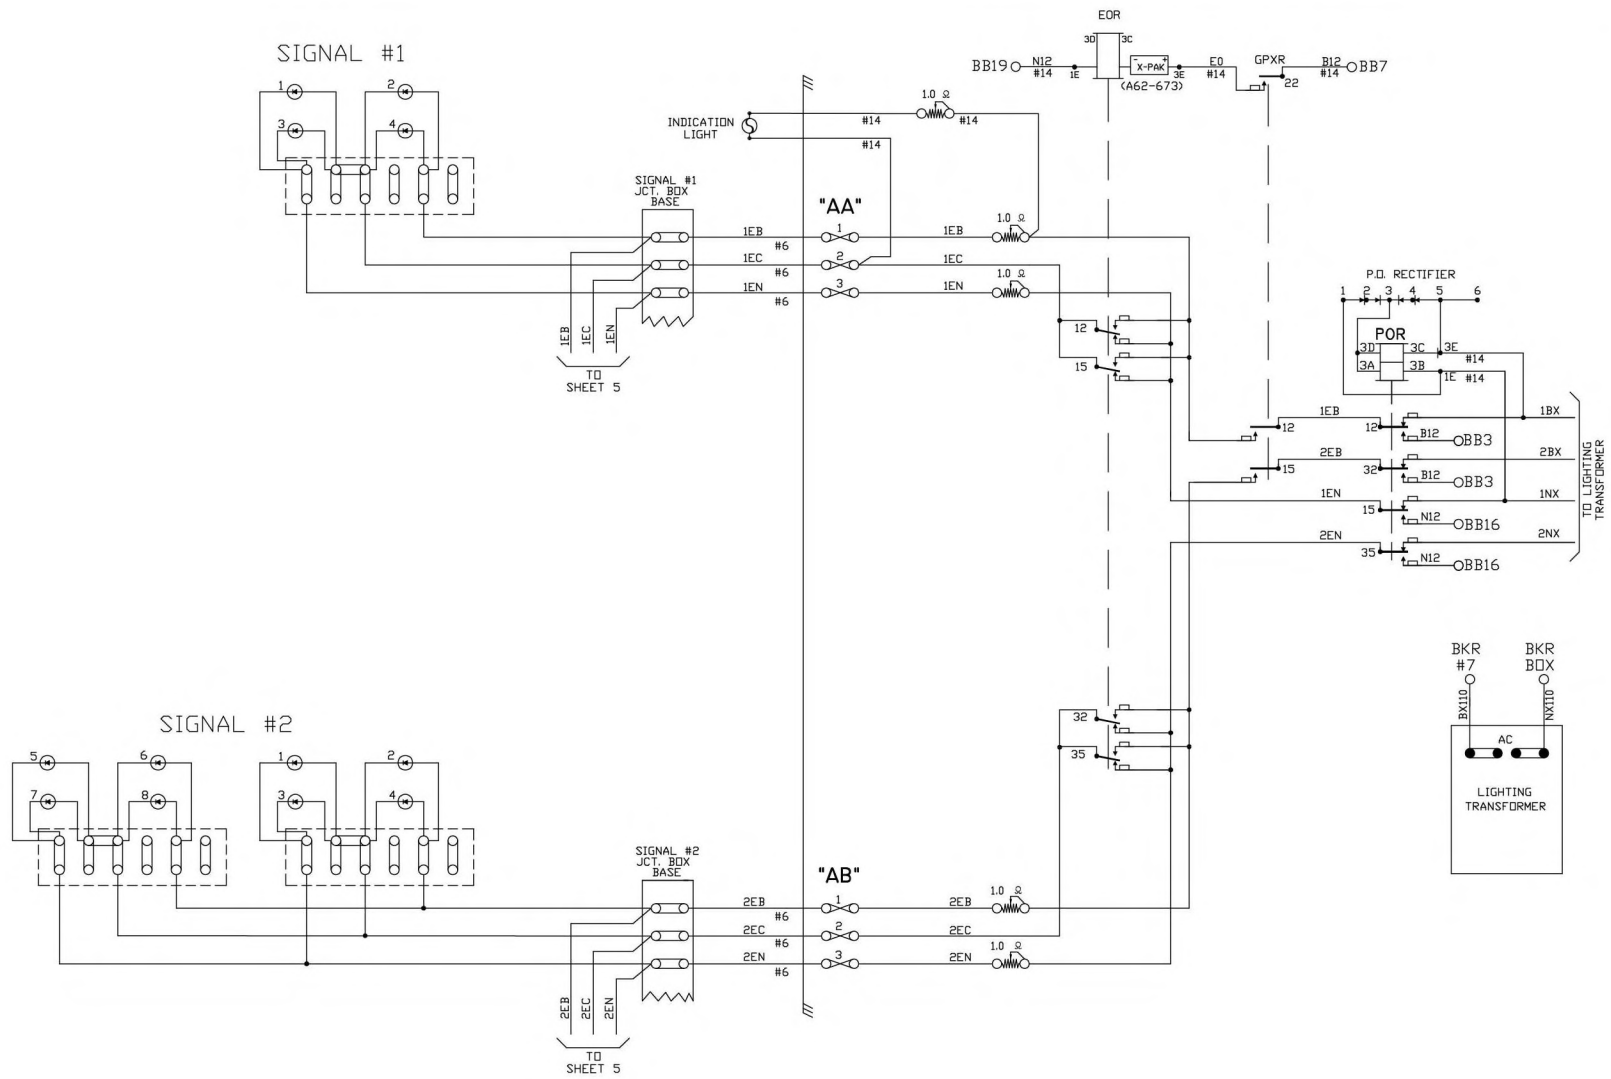 EOR
3D 3C
BB19 N12 #14 1E - X-PAK + 3E E0 #14 GPXR 22 B12 #14 BB7
(A62-673)
SIGNAL #1
1 2
3 4
INDICATION
LIGHT
#14
#14
1.0 Ω
#14
SIGNAL #1
JCT. BOX
BASE
"AA"
1EB #6 1 1EB 1.0 Ω
1EC #6 2 1EC
1EN #6 3 1EN 1.0 Ω
1EB 1EC 1EN
TO
SHEET 5
12
15
P.O. RECTIFIER
1 2 3 4 5 6
POR
3D 3C 3E #14
3A 3B 1E #14
12 1EB 12 1BX
B12 BB3
15 2EB 32 2BX
B12 BB3
1EN 15 1NX
N12 BB16
2EN 35 2NX
N12 BB16
TO LIGHTING
TRANSFORMER
32
35
BKR
#7
BKR
BOX
BX110 NX110
AC
LIGHTING
TRANSFORMER
SIGNAL #2
5 6 1 2
7 8 3 4
SIGNAL #2
JCT. BOX
BASE
"AB"
2EB #6 1 2EB 1.0 Ω
2EC #6 2 2EC
2EN #6 3 2EN 1.0 Ω
2EB 2EC 2EN
TO
SHEET 5